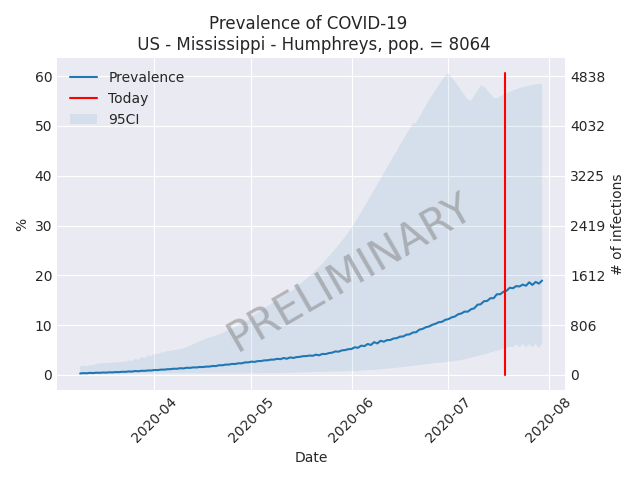 Prevalence of COVID-19
US - Mississippi - Humphreys, pop. = 8064
Prevalence
Today
95CI
60
50
40
30
20
10
0
%
4838
4032
3225
2419
1612
806
0
# of infections
PRELIMINARY
2020-04
2020-05
2020-06
2020-07
2020-08
Date